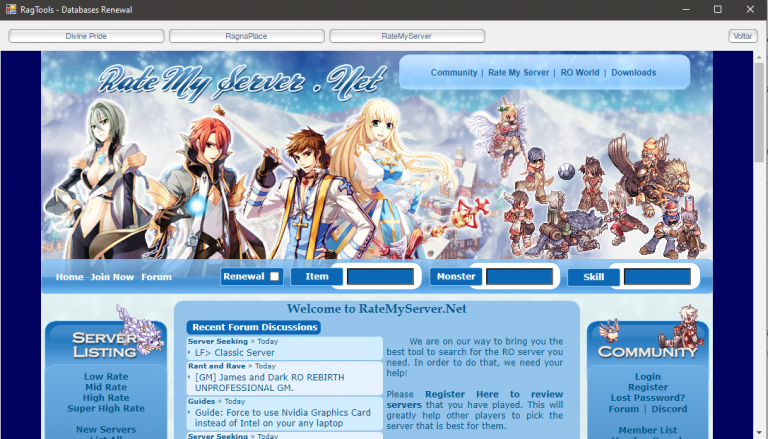 RagTools - Databases Renewal
Divine Pride
RagnaPlace
RateMyServer
Voltar
Rate My Server . Net
Community | Rate My Server | RO World | Downloads
Home Join Now Forum
Renewal
Item
Monster
Skill
SERVER
LISTING
Low Rate
Mid Rate
High Rate
Super High Rate
New Servers
List All
Welcome to RateMyServer.Net
Recent Forum Discussions
Server Seeking » Today
LF> Classic Server
Rant and Rave » Today
[GM] James and Dark RO REBIRTH
UNPROFESSIONAL GM.
Guides » Today
Guide: Force to use Nvidia Graphics Card
instead of Intel on your any laptop
Server Seeking » Today
We are on our way to bring you the
best tool to search for the RO server you
need. In order to do that, we need your
help!
Please Register Here to review
servers that you have played. This will
greatly help other players to pick
the server that is best for them.
COMMUNITY
Login
Register
Lost Password?
Forum | Discord
Member List